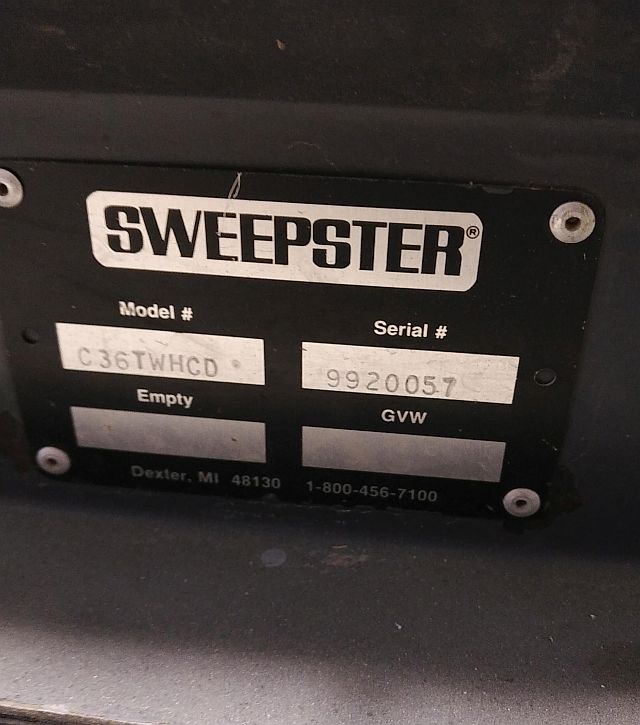 SWEEPSTER®
Model #
Serial #
C36TWHCD
9920057
Empty
GVW
Dexter, MI 48130 1-800-456-7100